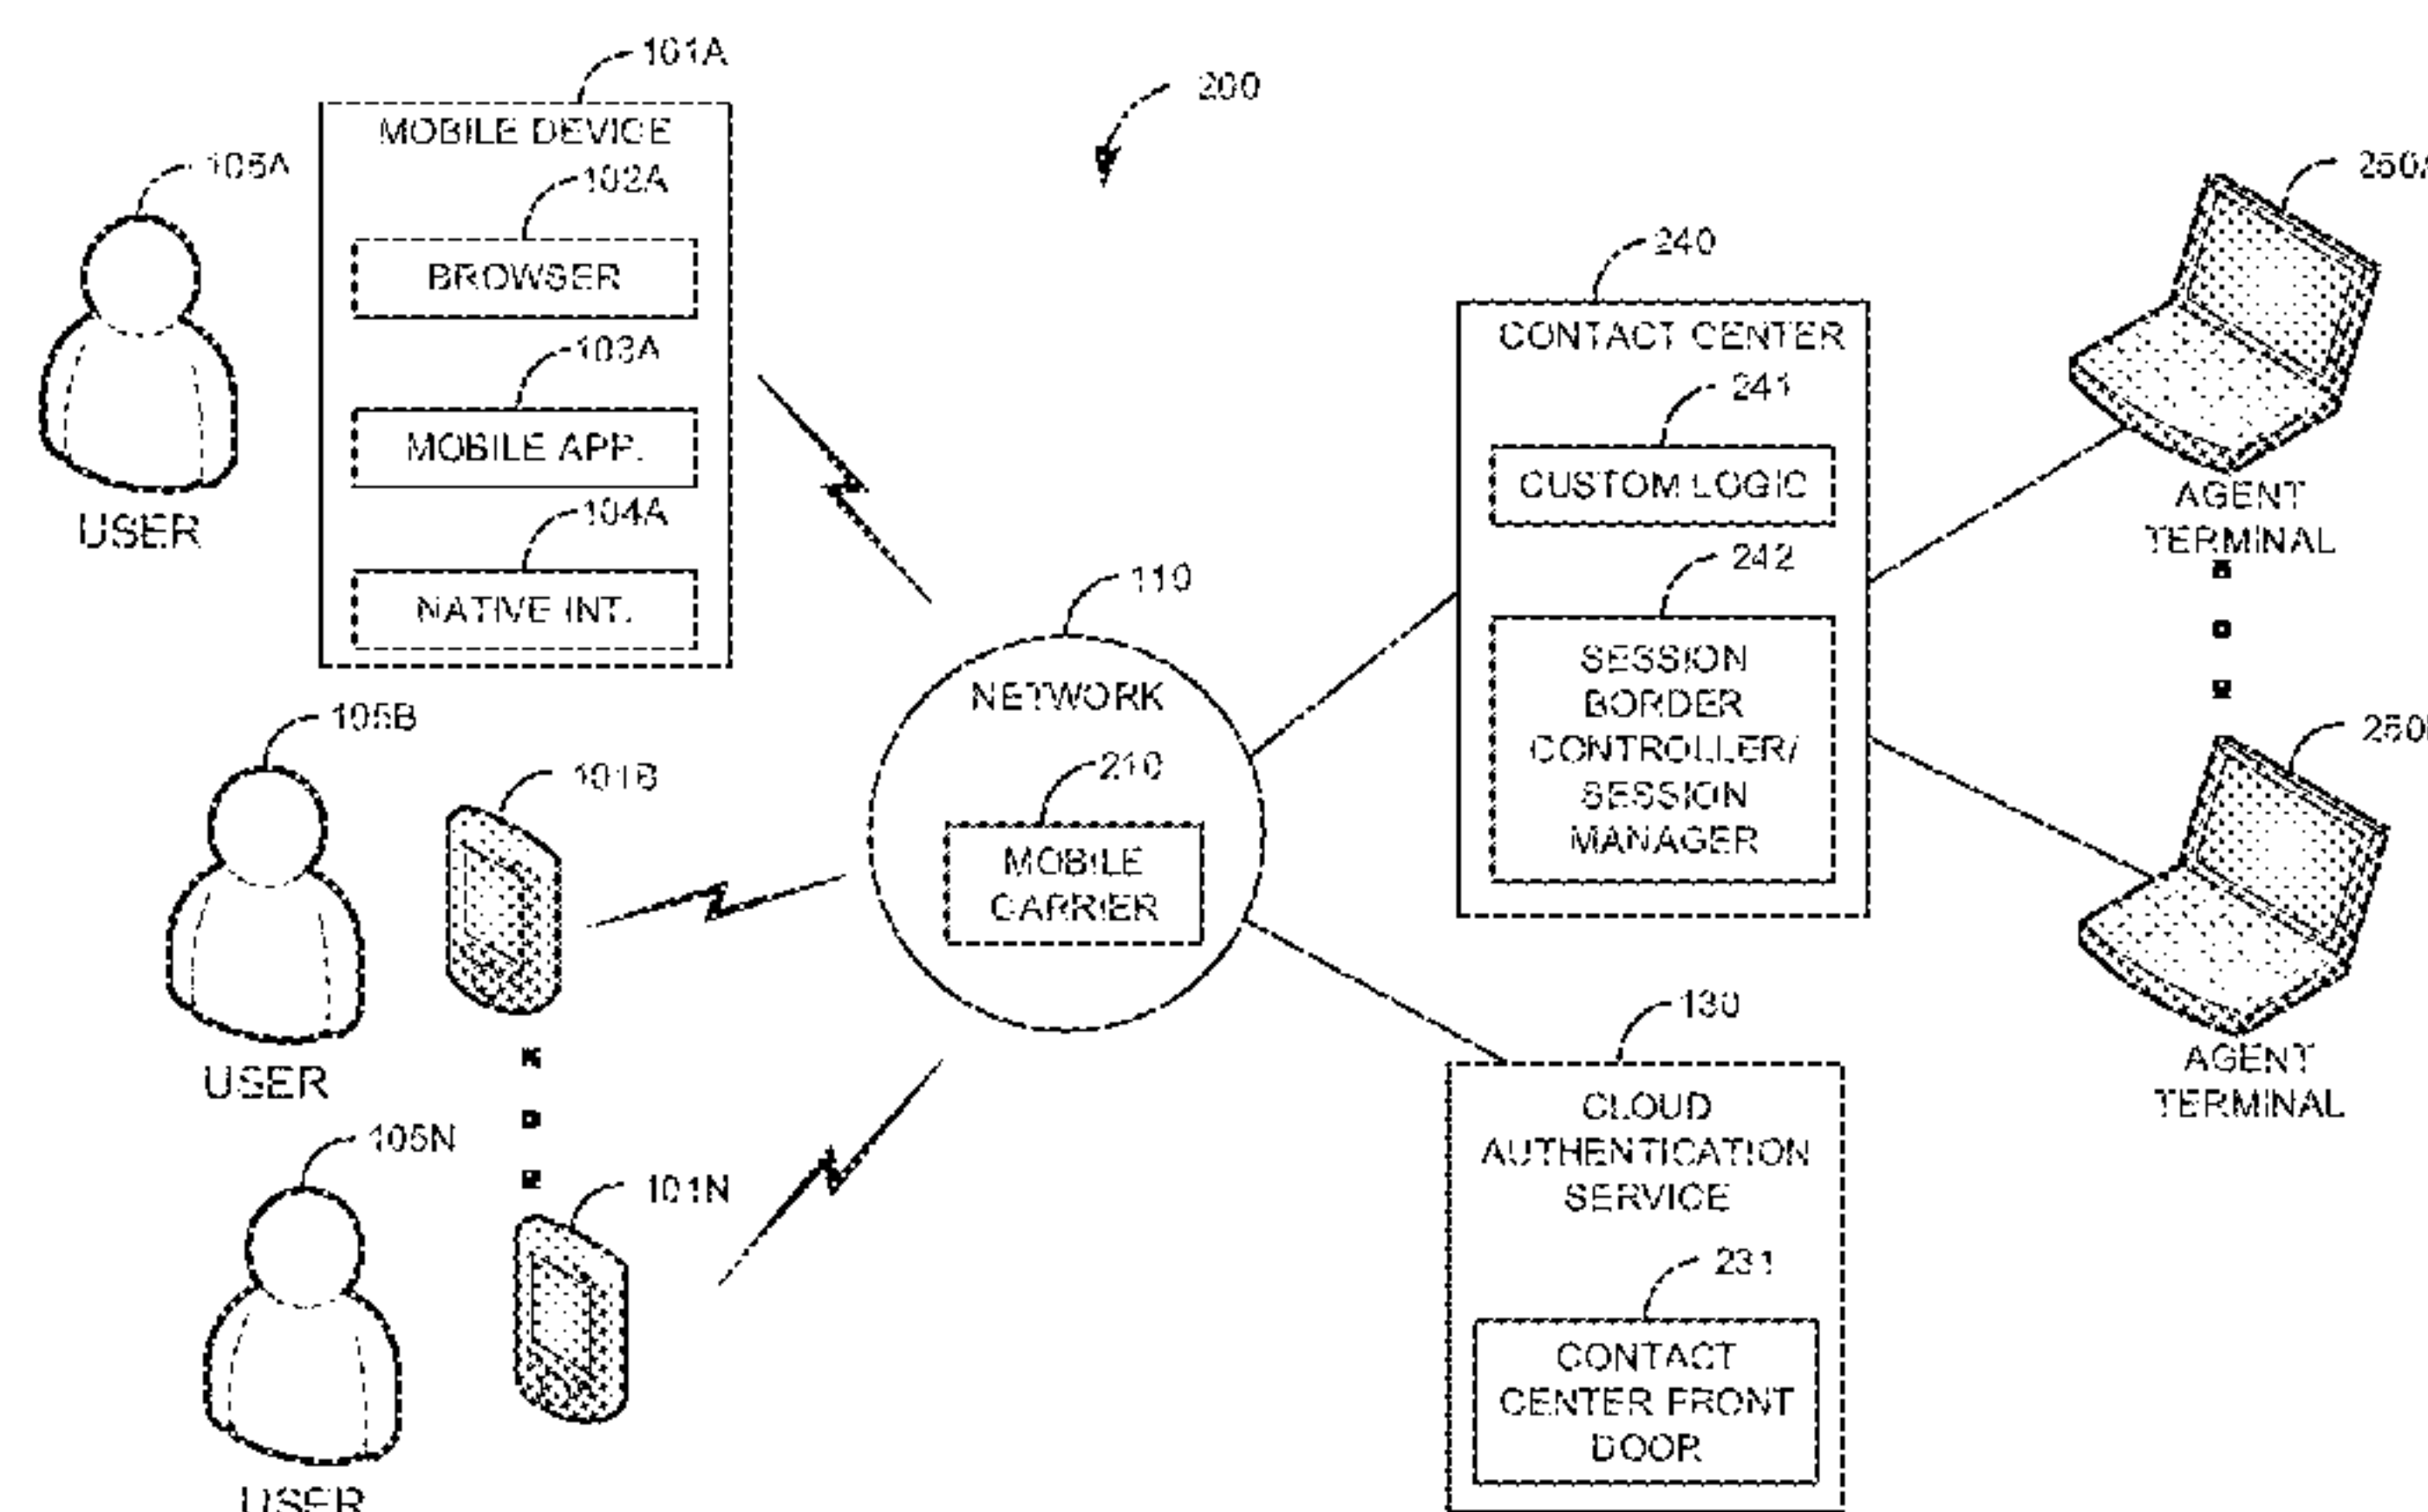 101A
200
MOBILE DEVICE
105A
102A
BROWSER
103A
MOBILE APP.
104A
NATIVE INT.
USER
240
CONTACT CENTER
241
CUSTOM LOGIC
242
SESSION
BORDER
CONTROLLER/
SESSION
MANAGER
AGENT
TERMINAL
110
NETWORK
210
MOBILE
CARRIER
105B
101B
USER
AGENT
TERMINAL
130
CLOUD
AUTHENTICATION
SERVICE
231
CONTACT
CENTER FRONT
DOOR
105N
101N
USER